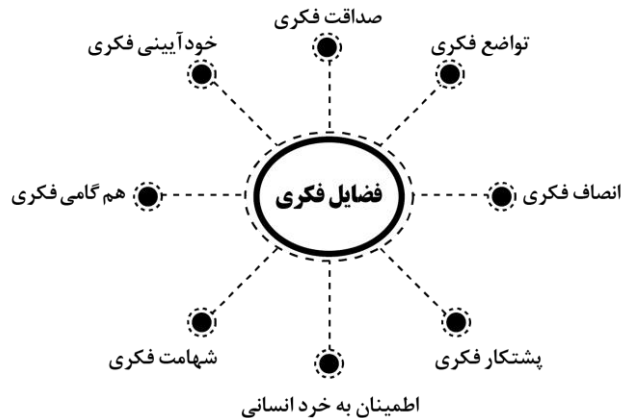 صداقت فکری
تواضع فکری
خودآیینی فکری
انصاف فکری
فضایل فکری
هم گامی فکری
پشتکار فکری
شهامت فکری
اطمینان به خرد انسانی